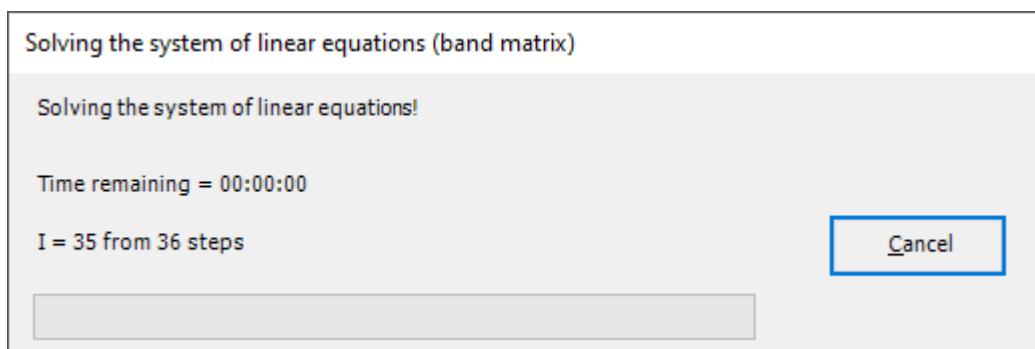 Solving the system of linear equations (band matrix)
Solving the system of linear equations!
Time remaining = 00:00:00
I = 35 from 36 steps
Cancel